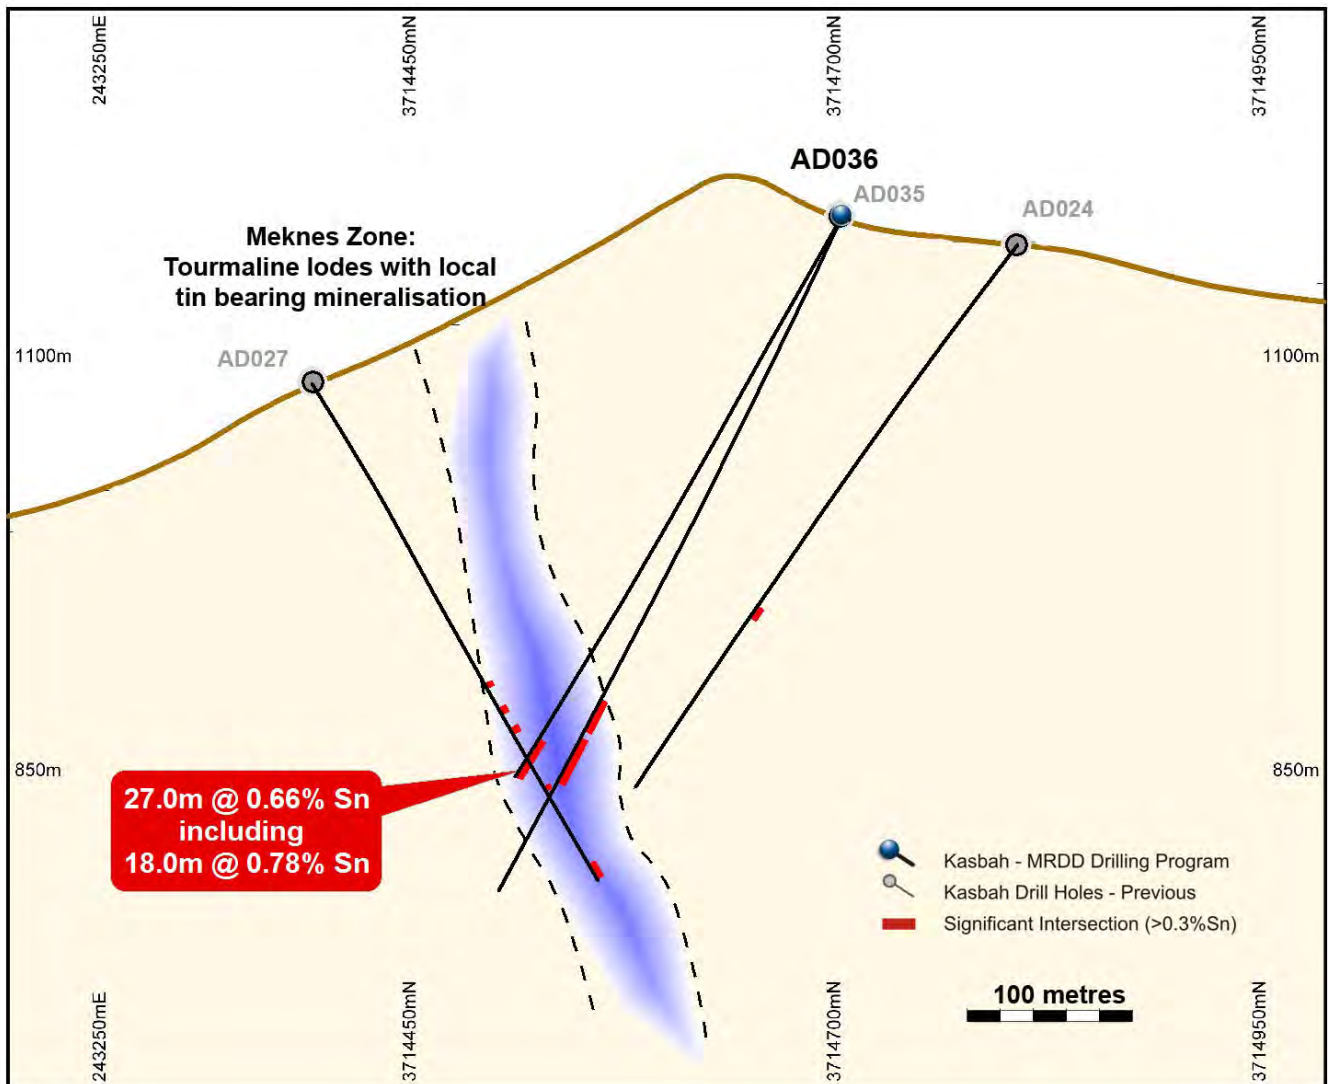 243250mE
3714450mN
3714700mN
3714950mN
AD036
AD035
AD024
Meknes Zone:
Tourmaline lodes with local
tin bearing mineralisation
AD027
1100m
1100m
850m
850m
27.0m @ 0.66% Sn
including
18.0m @ 0.78% Sn
Kasbah - MRDD Drilling Program
Kasbah Drill Holes - Previous
Significant Intersection (>0.3%Sn)
100 metres
243250mE
3714450mN
3714700mN
3714950mN